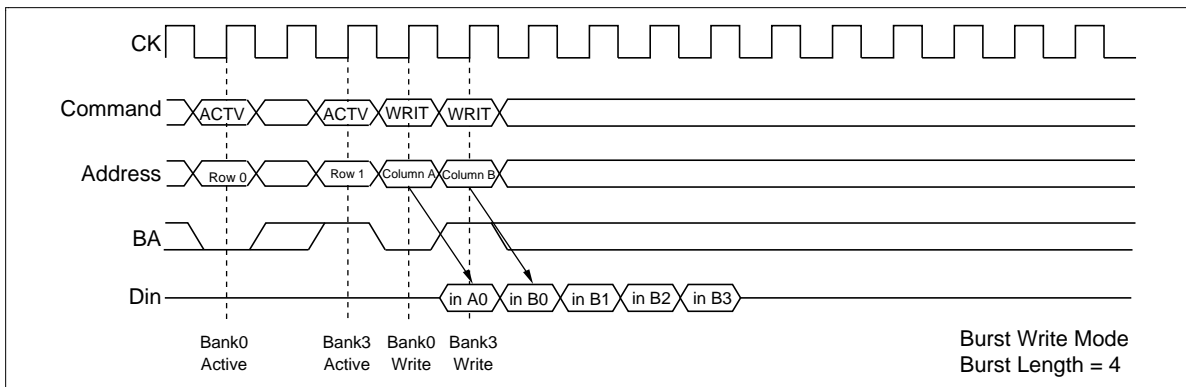 CK
Command ACTV ACTV WRIT WRIT
Address Row 0 Row 1 Column A Column B
BA
Din in A0 in B0 in B1 in B2 in B3
Bank0 Bank3 Bank0 Bank3
Active Active Write Write
Burst Write Mode
Burst Length = 4